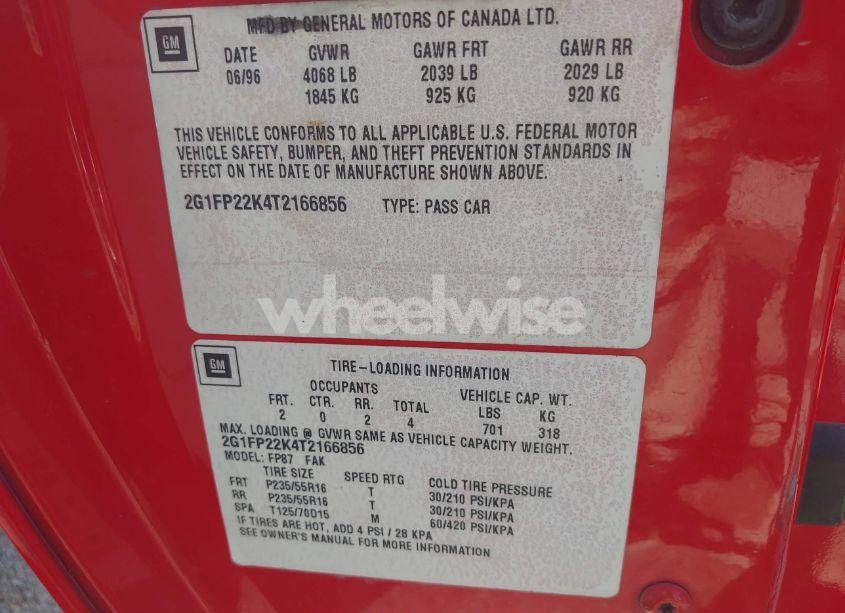 MFD BY GENERAL MOTORS OF CANADA LTD.
GM
DATE GVWR GAWR FRT GAWR RR
06/96 4068 LB 2039 LB 2029 LB
1845 KG 925 KG 920 KG
THIS VEHICLE CONFORMS TO ALL APPLICABLE U.S. FEDERAL MOTOR
VEHICLE SAFETY, BUMPER, AND THEFT PREVENTION STANDARDS IN
EFFECT ON THE DATE OF MANUFACTURE SHOWN ABOVE.
2G1FP22K4T2166856 TYPE: PASS CAR
wheelwise
GM
TIRE-LOADING INFORMATION
OCCUPANTS VEHICLE CAP. WT.
FRT. CTR. RR. TOTAL LBS KG
2 0 2 4 701 318
MAX. LOADING @ GVWR SAME AS VEHICLE CAPACITY WEIGHT.
2G1FP22K4T2166856
MODEL: FP87 FAK
TIRE SIZE SPEED RTG COLD TIRE PRESSURE
FRT P235/55R16 T 30/210 PSI/KPA
RR P235/55R16 T 30/210 PSI/KPA
SPA T125/70D15 M 60/420 PSI/KPA
IF TIRES ARE HOT, ADD 4 PSI / 28 KPA
SEE OWNER'S MANUAL FOR MORE INFORMATION